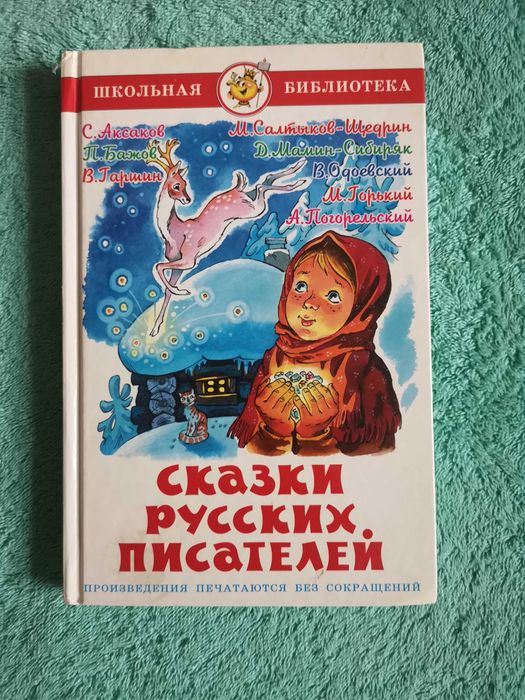 ШКОЛЬНАЯ БИБЛИОТЕКА
С.Аксаков
П.Бажов
В.Гаршин
М.Салтыков-Щедрин
Д.Мамин-Сибиряк
В.Одоевский
М.Горький
А.Погорельский
СКАЗКИ
РУССКИХ
ПИСАТЕЛЕЙ
ПРОИЗВЕДЕНИЯ ПЕЧАТАЮТСЯ БЕЗ СОКРАЩЕНИЙ